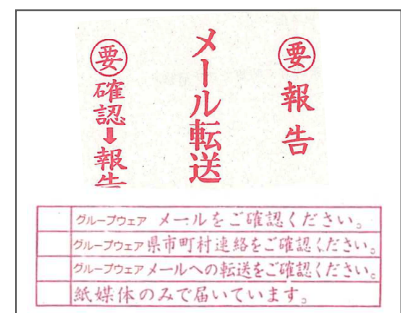 ㊩要報告
メール転送
㊩要確認➡報告
グループウェア メールをご確認ください。
グループウェア県市町村連絡をご確認ください。
グループウェアメールへの転送をご確認ください。
紙媒体のみで届いています。